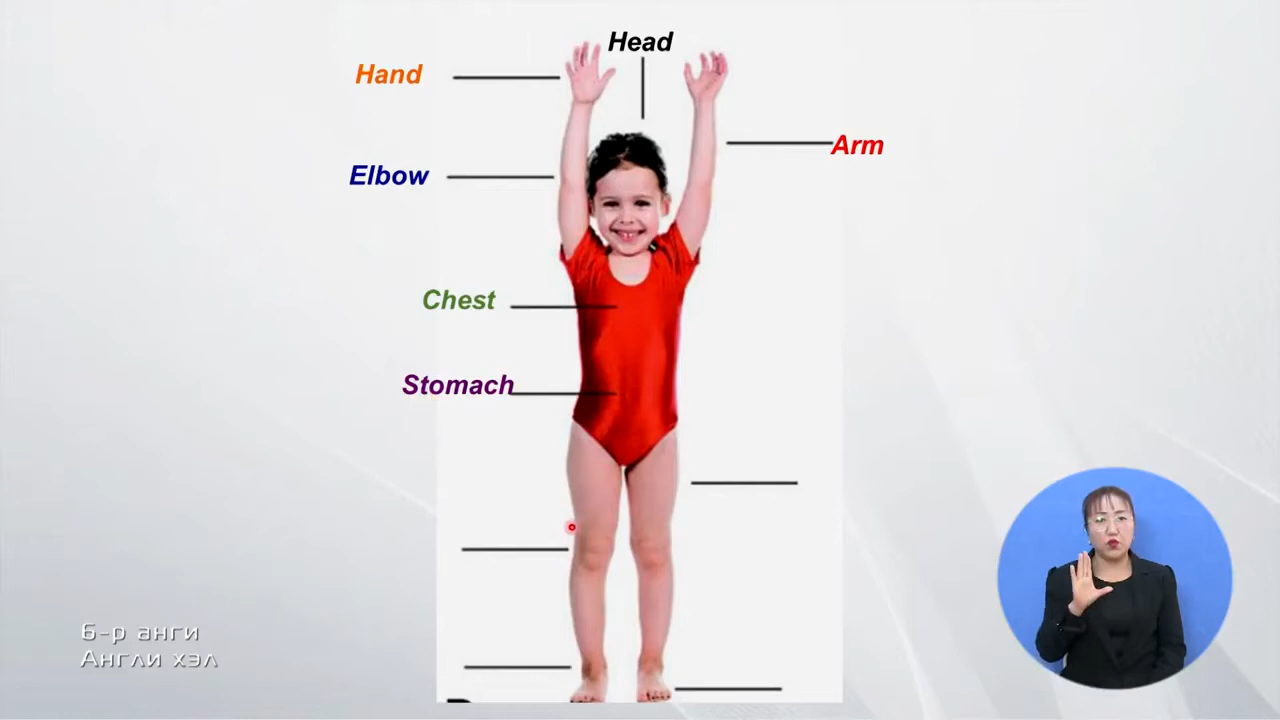 Head
Hand
Arm
Elbow
Chest
Stomach
6-р анги
Англи хэл